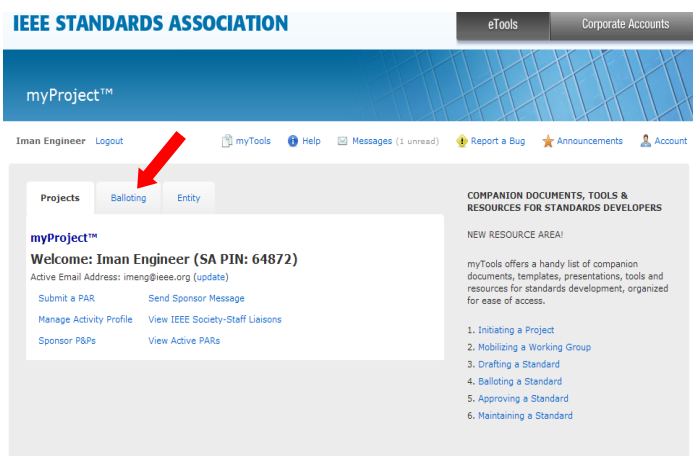 IEEE STANDARDS ASSOCIATION
eTools
Corporate Accounts
myProject™
Iman Engineer Logout
myTools
Help
Messages (1 unread)
Report a Bug
Announcements
Account
Projects
Balloting
Entity
myProject™
Welcome: Iman Engineer (SA PIN: 64872)
Active Email Address: imeng@ieee.org (update)
Submit a PAR
Send Sponsor Message
Manage Activity Profile
View IEEE Society-Staff Liaisons
Sponsor P&Ps
View Active PARs
COMPANION DOCUMENTS, TOOLS &
RESOURCES FOR STANDARDS DEVELOPERS
NEW RESOURCE AREA!
myTools offers a handy list of companion
documents, templates, presentations, tools and
resources for standards development, organized
for ease of access.
1. Initiating a Project
2. Mobilizing a Working Group
3. Drafting a Standard
4. Balloting a Standard
5. Approving a Standard
6. Maintaining a Standard